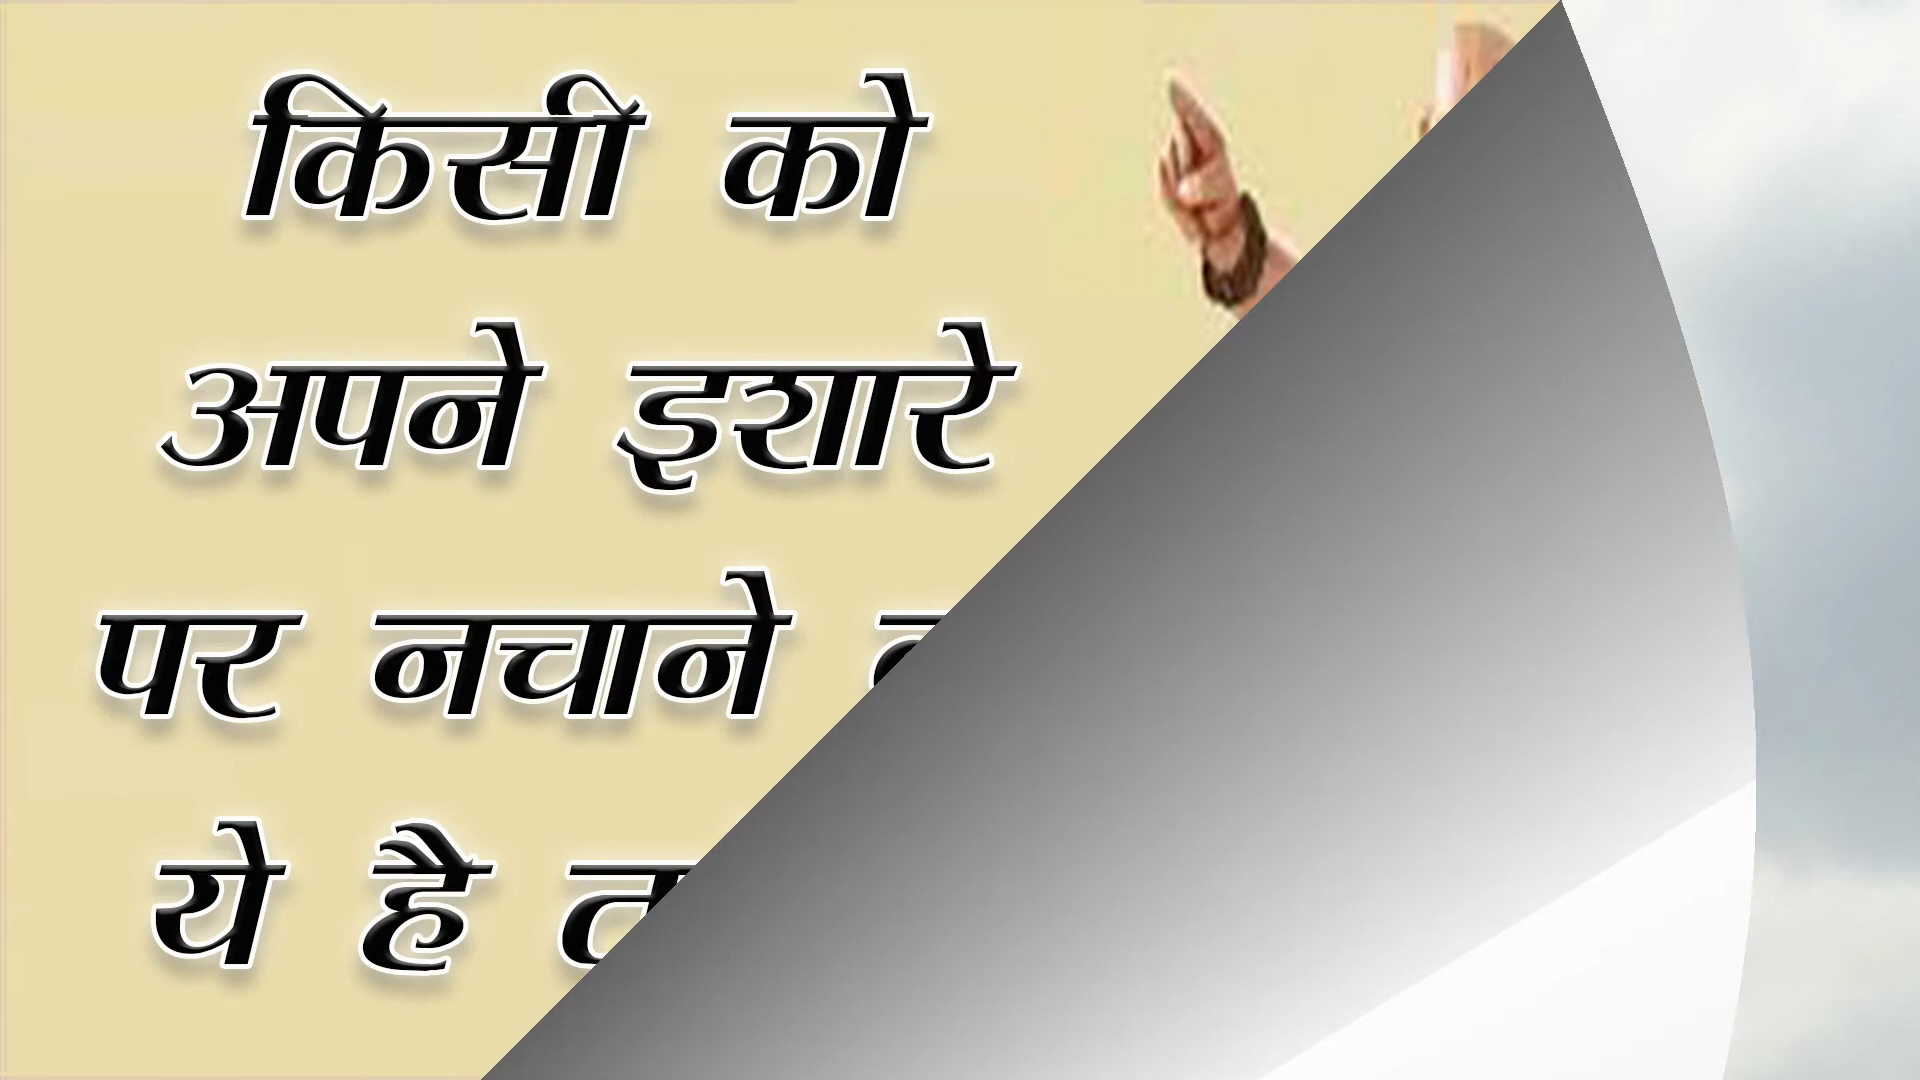 किसी को
अपने इशारे
पर नचाने
ये है